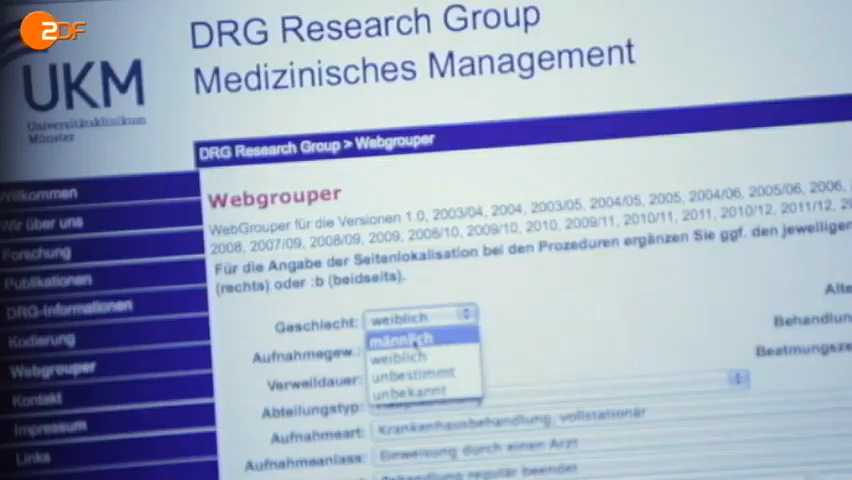 2DF
UKM
Universitätsklinikum
Münster
DRG Research Group
Medizinisches Management
DRG Research Group > Webgrouper
Willkommen
Wir über uns
Forschung
Publikationen
DRG-Informationen
Kodierung
Webgrouper
Kontakt
Impressum
Links
Webgrouper
WebGrouper für die Versionen 1.0, 2003/04, 2004, 2003/05, 2004/05, 2005, 2004/06, 2005/06, 2006,
2008, 2007/09, 2008/09, 2009, 2008/10, 2009/10, 2010, 2009/11, 2010/11, 2011, 2010/12, 2011/12,
Für die Angabe der Seitenlokalisation bei den Prozeduren ergänzen Sie ggf. den jeweiligen
(rechts) oder :b (beidseits).
Geschlecht: weiblich
männlich
weiblich
unbestimmt
unbekannt
Aufnahmegew.:
Verweildauer:
Abteilungstyp:
Aufnahmeart: Krankenhausbehandlung, vollstationär
Aufnahmeanlass: Einweisung durch einen Arzt
Behandlung regulär beendet
Alte
Behandlun
Beatmungsze